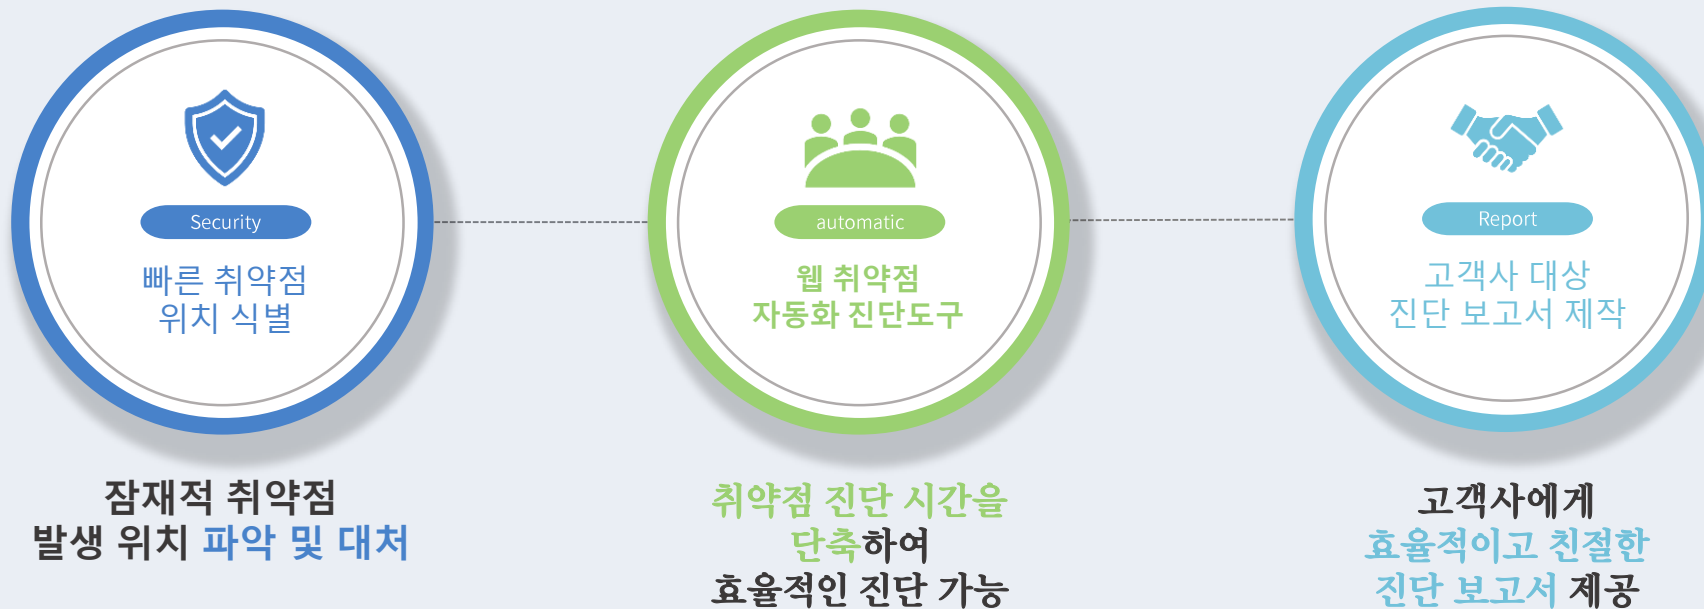 Security
빠른 취약점
위치 식별
잠재적 취약점
발생 위치 파악 및 대처
automatic
웹 취약점
자동화 진단도구
취약점 진단 시간을
단축하여
효율적인 진단 가능
Report
고객사 대상
진단 보고서 제작
고객사에게
효율적이고 친절한
진단 보고서 제공